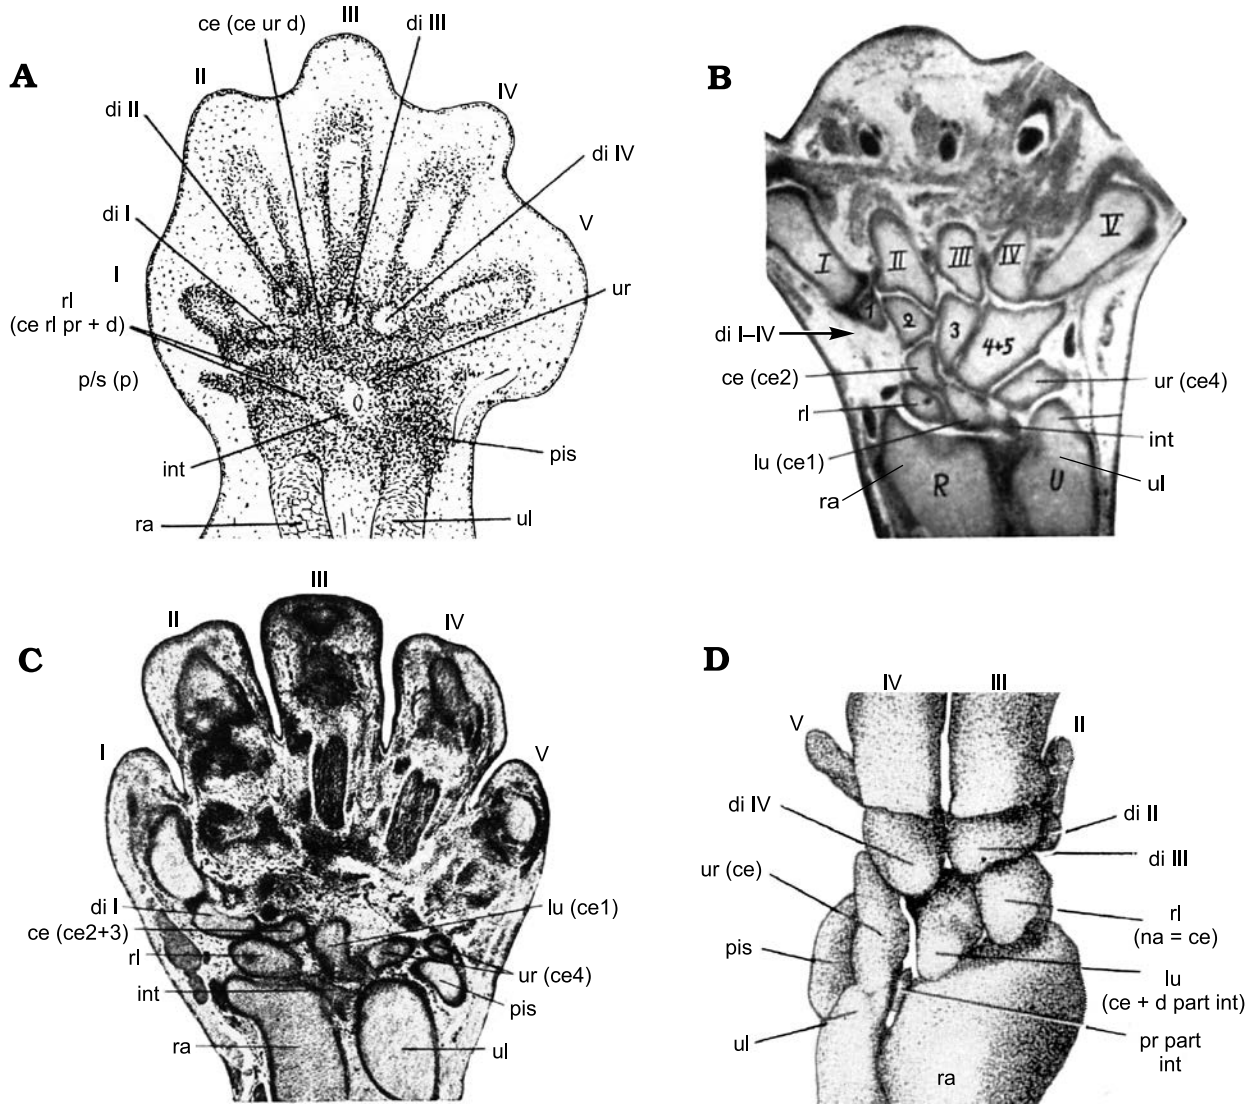 A
ce (ce ur d)
III
di III
II
IV
di II
di IV
di I
V
I
rl
(ce rl pr + d)
ur
p/s (p)
int
pis
ra
ul
B
I
II
III
IV
V
1
2
3
4+5
di I–IV
ce (ce2)
ur (ce4)
rl
int
lu (ce1)
ul
ra
R
U
C
III
II
IV
I
V
di I
lu (ce1)
ce (ce2+3)
rl
ur (ce4)
int
pis
ra
ul
D
IV
III
V
II
di IV
di II
di III
ur (ce)
rl
(na = ce)
pis
lu
(ce + d part int)
ul
pr part
int
ra